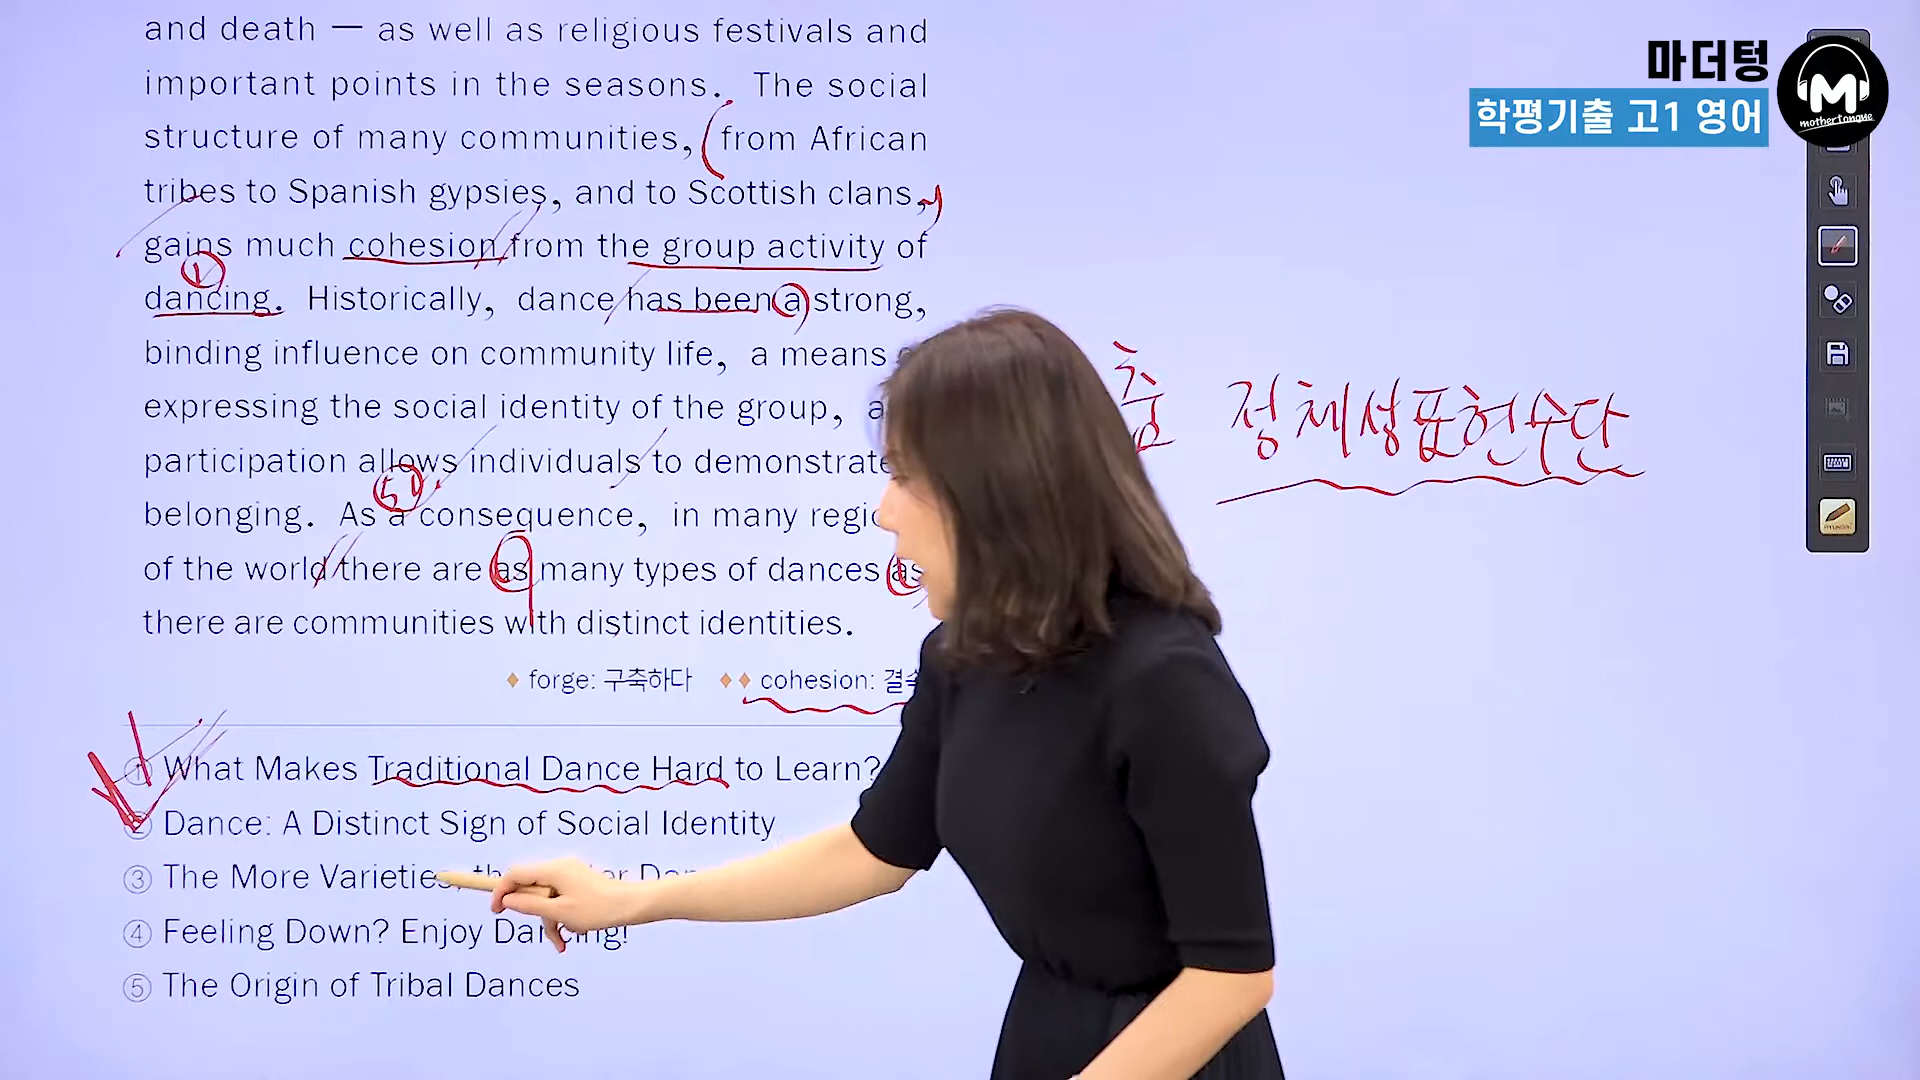 and death — as well as religious festivals and
important points in the seasons. The social
structure of many communities, from African
tribes to Spanish gypsies, and to Scottish clans,
gains much cohesion from the group activity of
dancing. Historically, dance has been a strong,
binding influence on community life, a means
expressing the social identity of the group,
participation allows individuals to demonstrate
belonging. As a consequence, in many
of the world there are as many types of dances as
there are communities with distinct identities.
♦ forge: 구축하다 ♦♦ cohesion:
① What Makes Traditional Dance Hard to Learn?
② Dance: A Distinct Sign of Social Identity
③ The More Varieties,
④ Feeling Down? Enjoy Dancing!
⑤ The Origin of Tribal Dances
춤 정체성표현수단
마더텅
학평기출 고1 영어
M
mothertongue